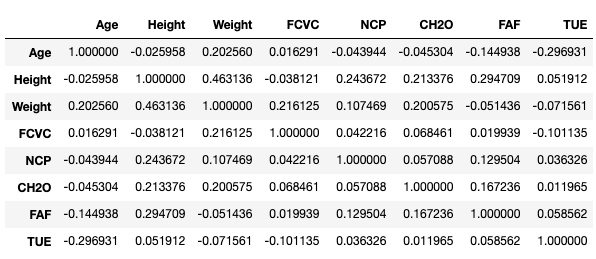 Age Height Weight FCVC NCP CH2O FAF TUE
Age 1.000000 -0.025958 0.202560 0.016291 -0.043944 -0.045304 -0.144938 -0.296931
Height -0.025958 1.000000 0.463136 -0.038121 0.243672 0.213376 0.294709 0.051912
Weight 0.202560 0.463136 1.000000 0.216125 0.107469 0.200575 -0.051436 -0.071561
FCVC 0.016291 -0.038121 0.216125 1.000000 0.042216 0.068461 0.019939 -0.101135
NCP -0.043944 0.243672 0.107469 0.042216 1.000000 0.057088 0.129504 0.036326
CH2O -0.045304 0.213376 0.200575 0.068461 0.057088 1.000000 0.167236 0.011965
FAF -0.144938 0.294709 -0.051436 0.019939 0.129504 0.167236 1.000000 0.058562
TUE -0.296931 0.051912 -0.071561 -0.101135 0.036326 0.011965 0.058562 1.000000